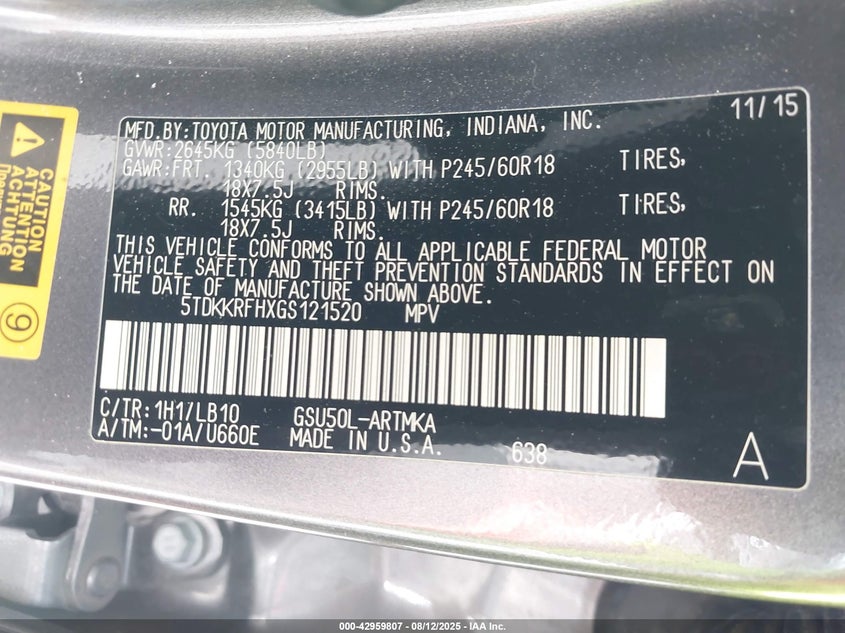 11/15
MFD.BY:TOYOTA MOTOR MANUFACTURING, INDIANA, INC.
GVWR:2645KG (5840LB)
GAWR:FRT. 1340KG (2955LB) WITH P245/60R18 TIRES,
18X7.5J RIMS.
RR. 1545KG (3415LB) WITH P245/60R18 TIRES,
18X7.5J RIMS.
THIS VEHICLE CONFORMS TO ALL APPLICABLE FEDERAL MOTOR
VEHICLE SAFETY AND THEFT PREVENTION STANDARDS IN EFFECT ON
THE DATE OF MANUFACTURE SHOWN ABOVE.
5TDKKRFHXGS121520 MPV
C/TR:1H1/LB10 GSU50L-ARTMKA
A/TM:-01A/U660E MADE IN U.S.A. 638
A
CAUTION
ATTENTION
ACHTUNG
9
000-42959807 - 08/12/2025 - IAA Inc.